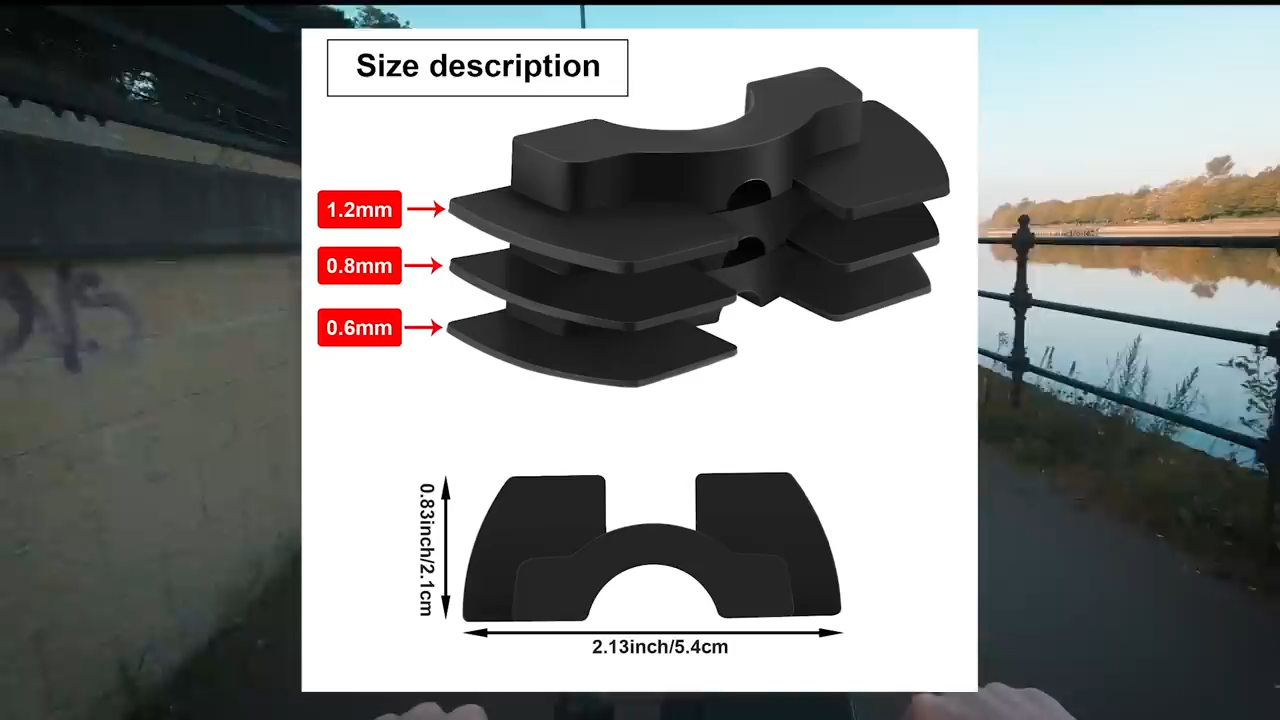 Size description
1.2mm
0.8mm
0.6mm
0.83inch/2.1cm
2.13inch/5.4cm